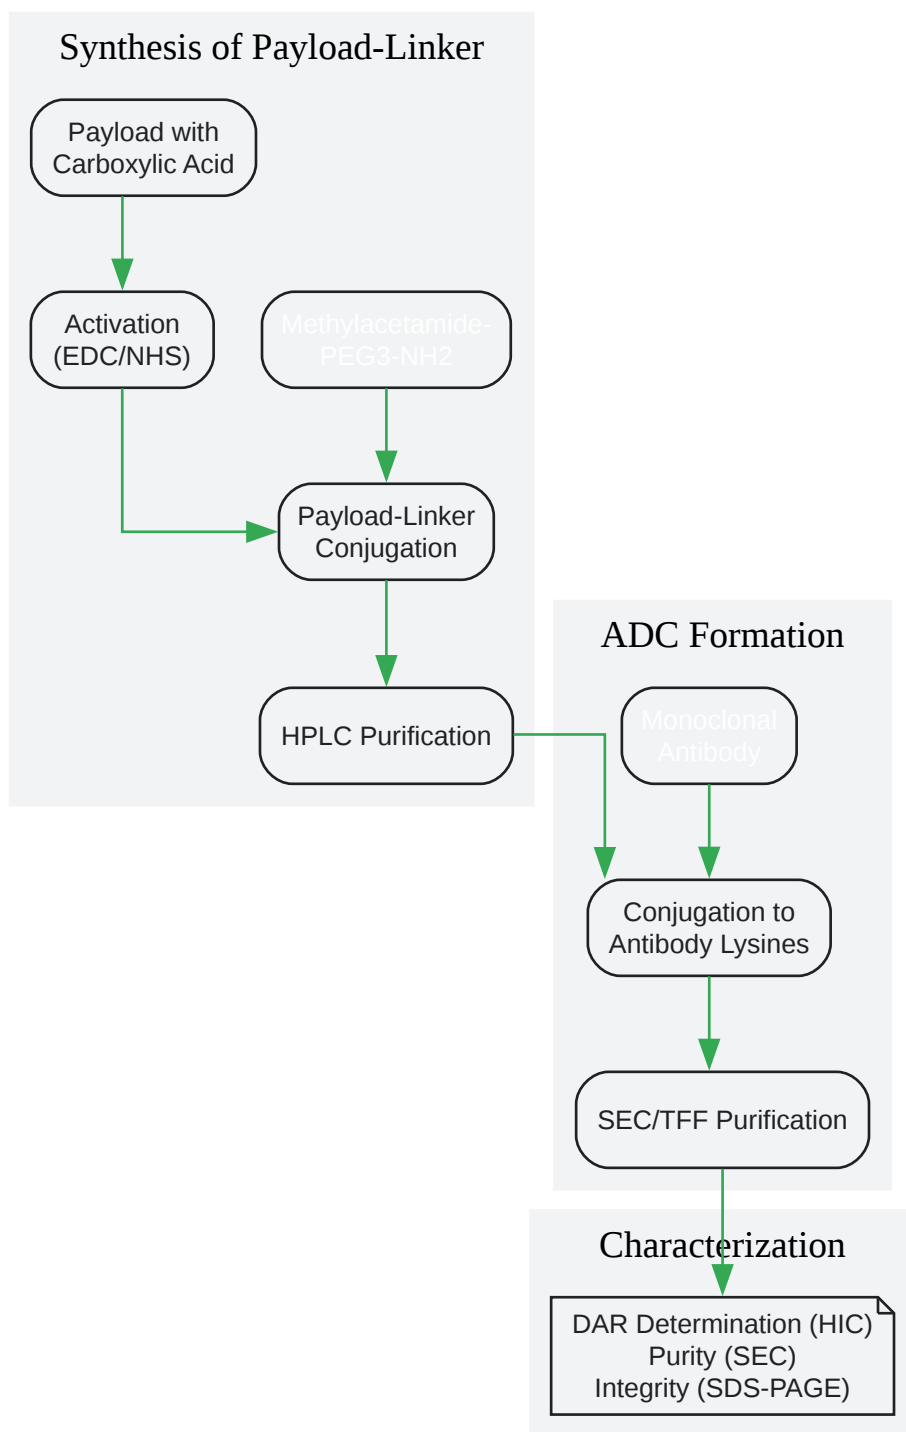 Synthesis of Payload-Linker
Payload with
Carboxylic Acid
Activation
(EDC/NHS)
Methylacetamide-
PEG3-NH2
Payload-Linker
Conjugation
HPLC Purification
ADC Formation
Monoclonal
Antibody
Conjugation to
Antibody Lysines
SEC/TFF Purification
Characterization
DAR Determination (HIC)
Purity (SEC)
Integrity (SDS-PAGE)